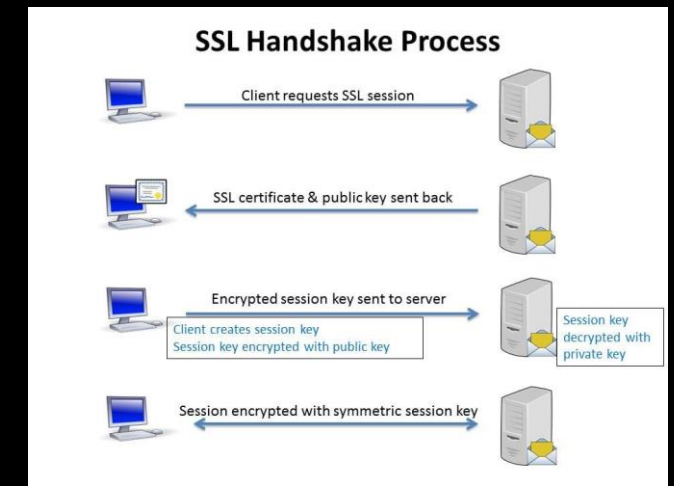 SSL Handshake Process
Client requests SSL session
SSL certificate & public key sent back
Encrypted session key sent to server
Client creates session key
Session key encrypted with public key
Session key
decrypted with
private key
Session encrypted with symmetric session key